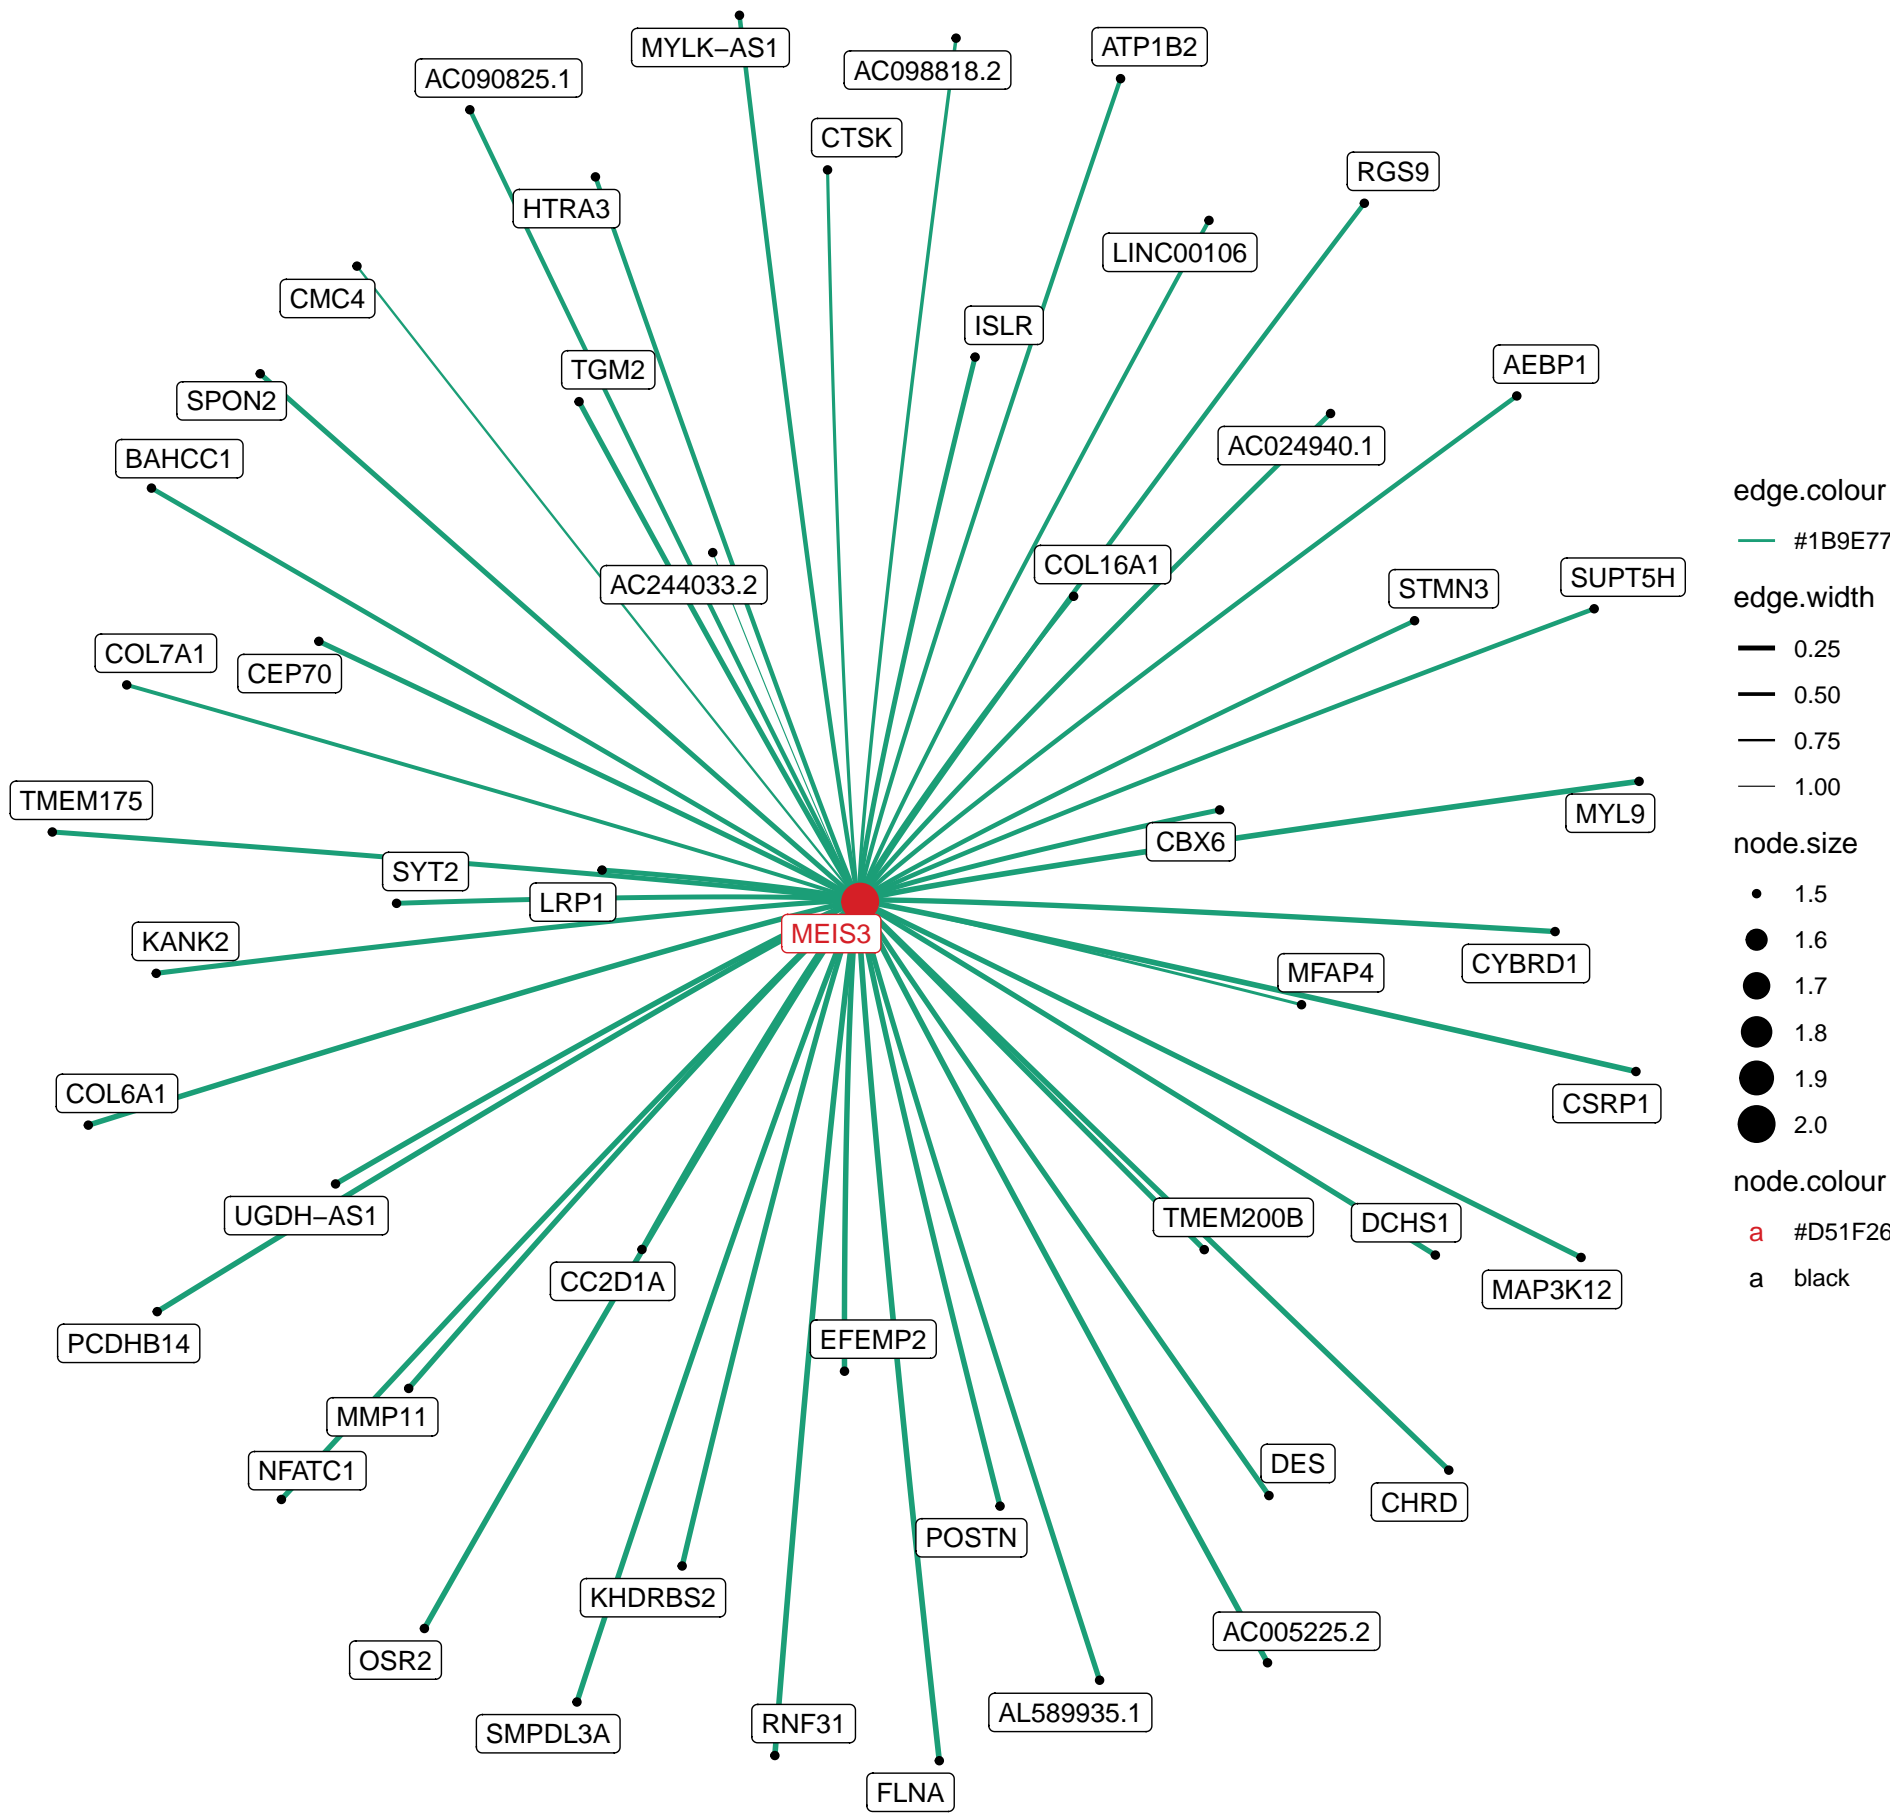 MYLK−AS1
ATP1B2
AC098818.2
AC090825.1
CTSK
RGS9
HTRA3
LINC00106
CMC4
ISLR
AEBP1
TGM2
SPON2
AC024940.1
BAHCC1
COL16A1
SUPT5H
AC244033.2
STMN3
COL7A1
CEP70
TMEM175
MYL9
CBX6
SYT2
LRP1
MEIS3
KANK2
CYBRD1
MFAP4
COL6A1
CSRP1
UGDH−AS1
TMEM200B
DCHS1
CC2D1A
MAP3K12
EFEMP2
PCDHB14
MMP11
DES
NFATC1
CHRD
POSTN
KHDRBS2
AC005225.2
OSR2
AL589935.1
RNF31
SMPDL3A
FLNA
edge.colour
#1B9E77
edge.width
0.25
0.50
0.75
1.00
node.size
1.5
1.6
1.7
1.8
1.9
2.0
node.colour
a #D51F26
a black